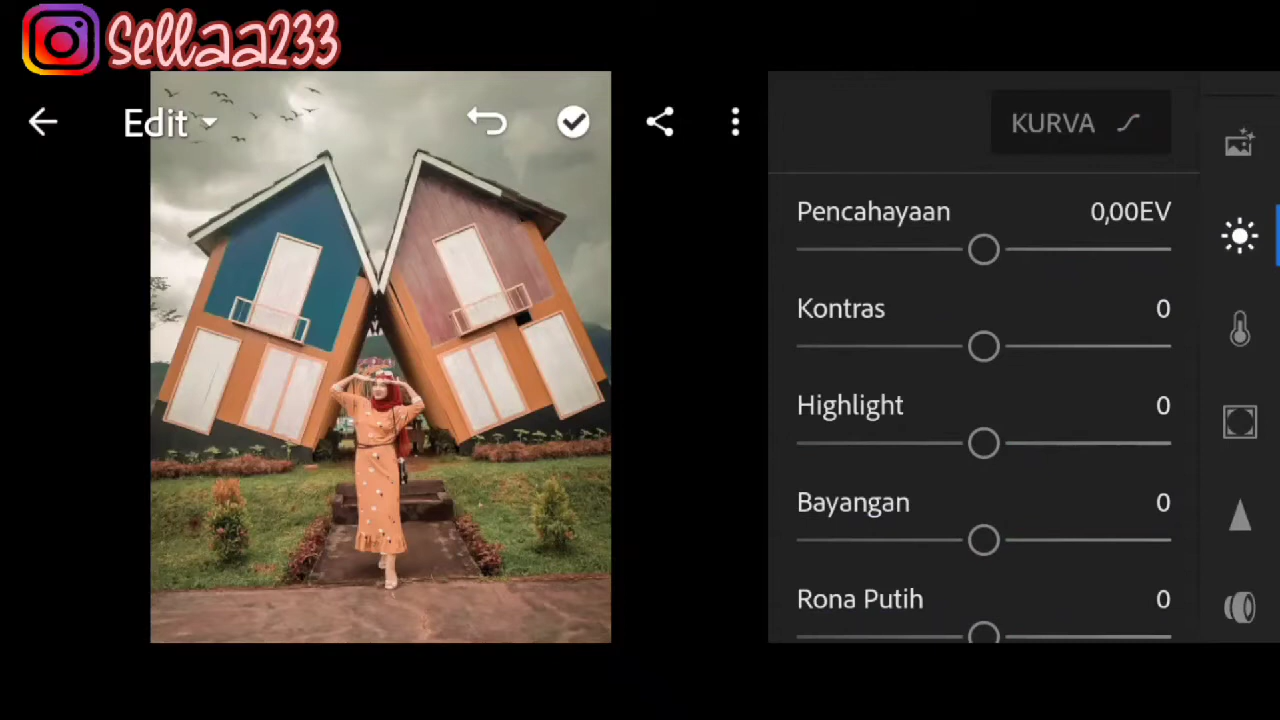 sellaa233
Edit
KURVA
Pencahayaan 0,00EV
Kontras 0
Highlight 0
Bayangan 0
Rona Putih 0